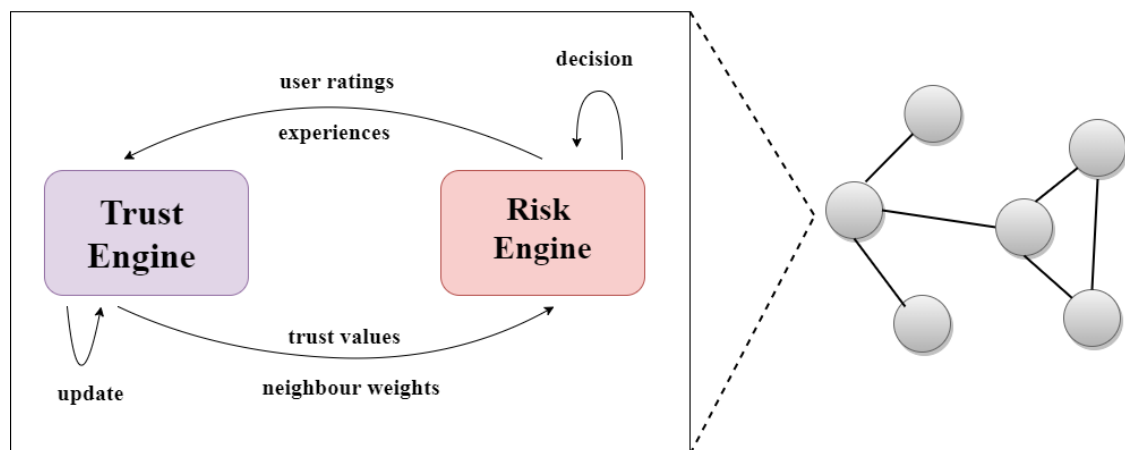 decision
user ratings
experiences
Trust
Engine
Risk
Engine
trust values
neighbour weights
update